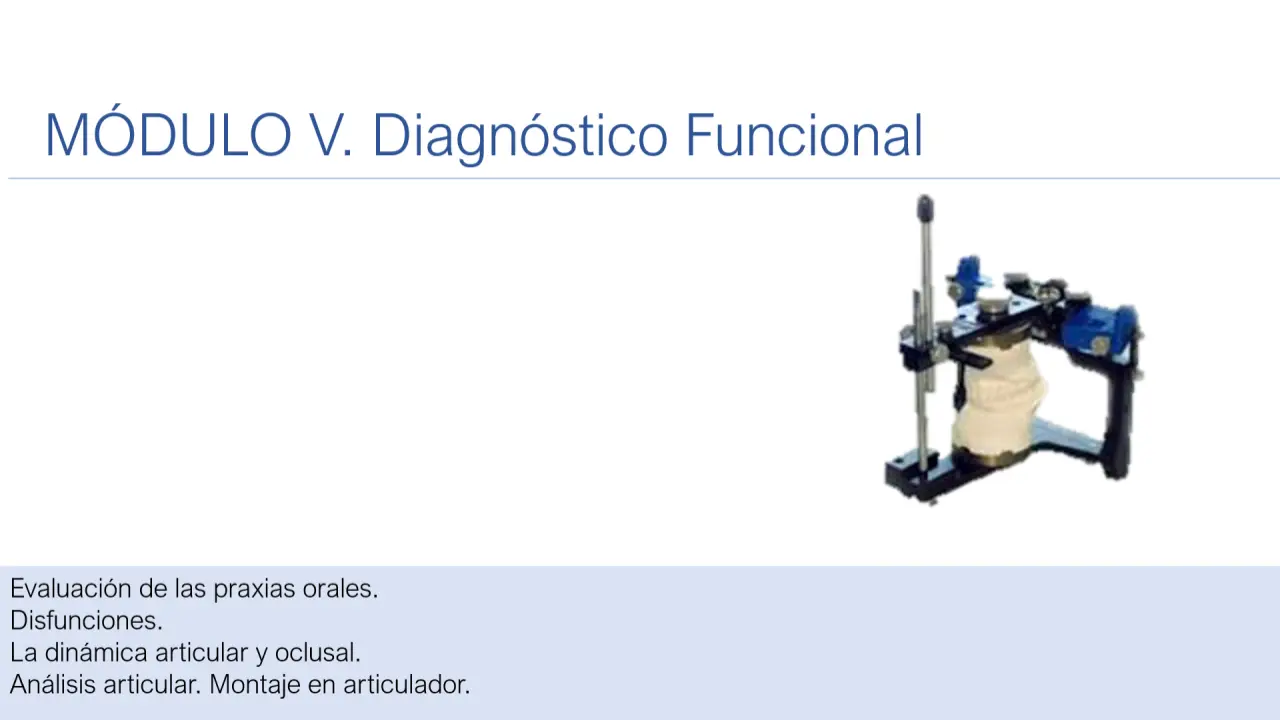 MÓDULO V. Diagnóstico Funcional
Evaluación de las praxias orales.
Disfunciones.
La dinámica articular y oclusal.
Análisis articular. Montaje en articulador.